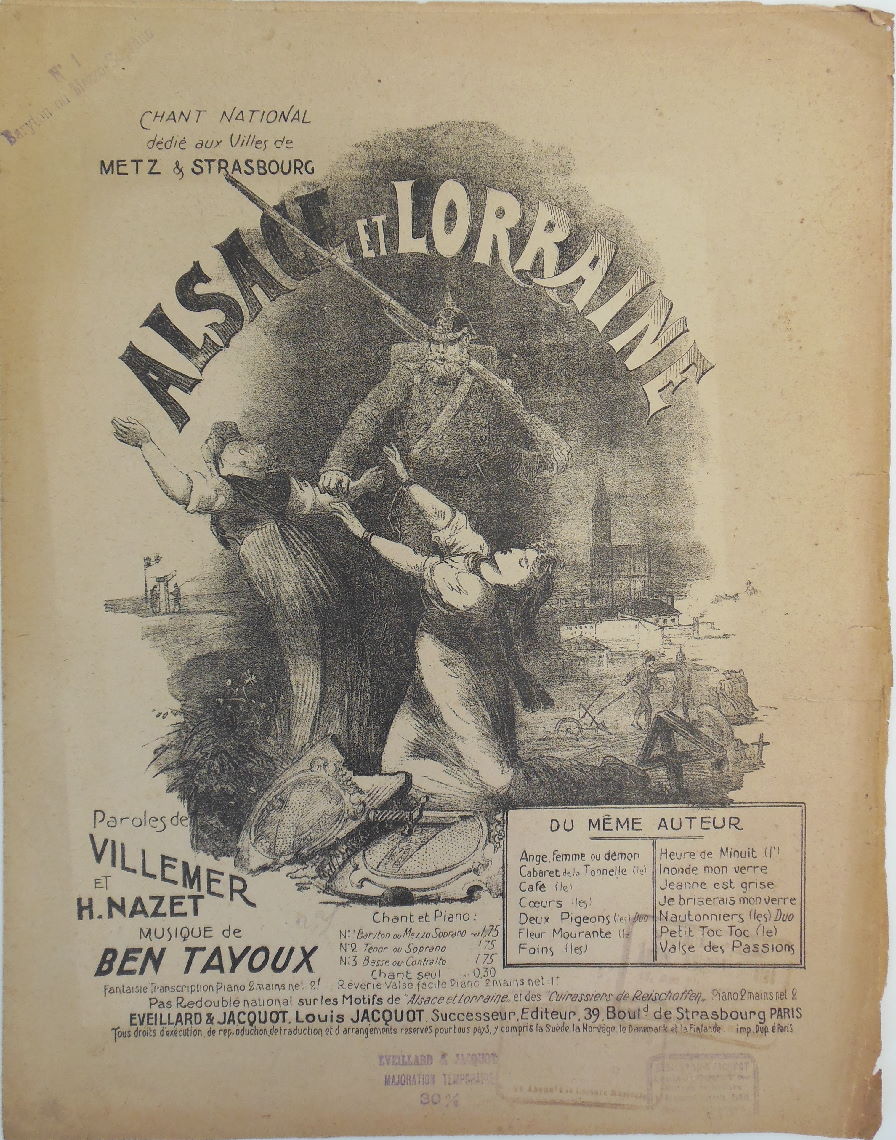 N° 1
Baryton ou Mezzo-Soprano
CHANT NATIONAL
dédié aux Villes de
METZ & STRASBOURG
ALSACE ET LORRAINE
Paroles de
VILLEMER
ET
H. NAZET
MUSIQUE de
BEN TAYOUX
Chant et Piano:
N°1 Bariton ou Mezzo Soprano net 1,75
N°2 Ténor ou Soprano 1,75
N°3 Basse ou Contralto 1,75
Chant seul 0,30
DU MÊME AUTEUR
Ange, femme ou démon
Cabaret de la Tonnelle (le)
Café (le)
Cœurs (les)
Deux Pigeons (les) Duo
Fleur Mourante (la
Foins (les)
Heure de Minuit (l')
Inonde mon verre
Jeanne est grise
Je briserais mon verre
Nautonniers (les) Duo
Petit Toc Toc (le)
Valse des Passions
Fantaisie Transcription Piano 2 mains net 2f Rêverie Valse facile Piano 2 mains net 1f
Pas Redoublé national sur les Motifs de "Alsace et lorraine, et des "Cuirassiers de Reischoffen, Piano 2 mains net 2
EVEILLARD & JACQUOT, Louis JACQUOT, Successeur, Editeur, 39, Boul.d de Strasbourg PARIS
Tous droits d'exécution, de reproduction, de traduction et d'arrangements réservés pour tous pays, y compris la Suède, la Norvège, le Danemark et la Finlande. imp. Dup. é Paris
EVEILLARD & JACQUOT
MAJORATION TEMPORAIRE
30 %